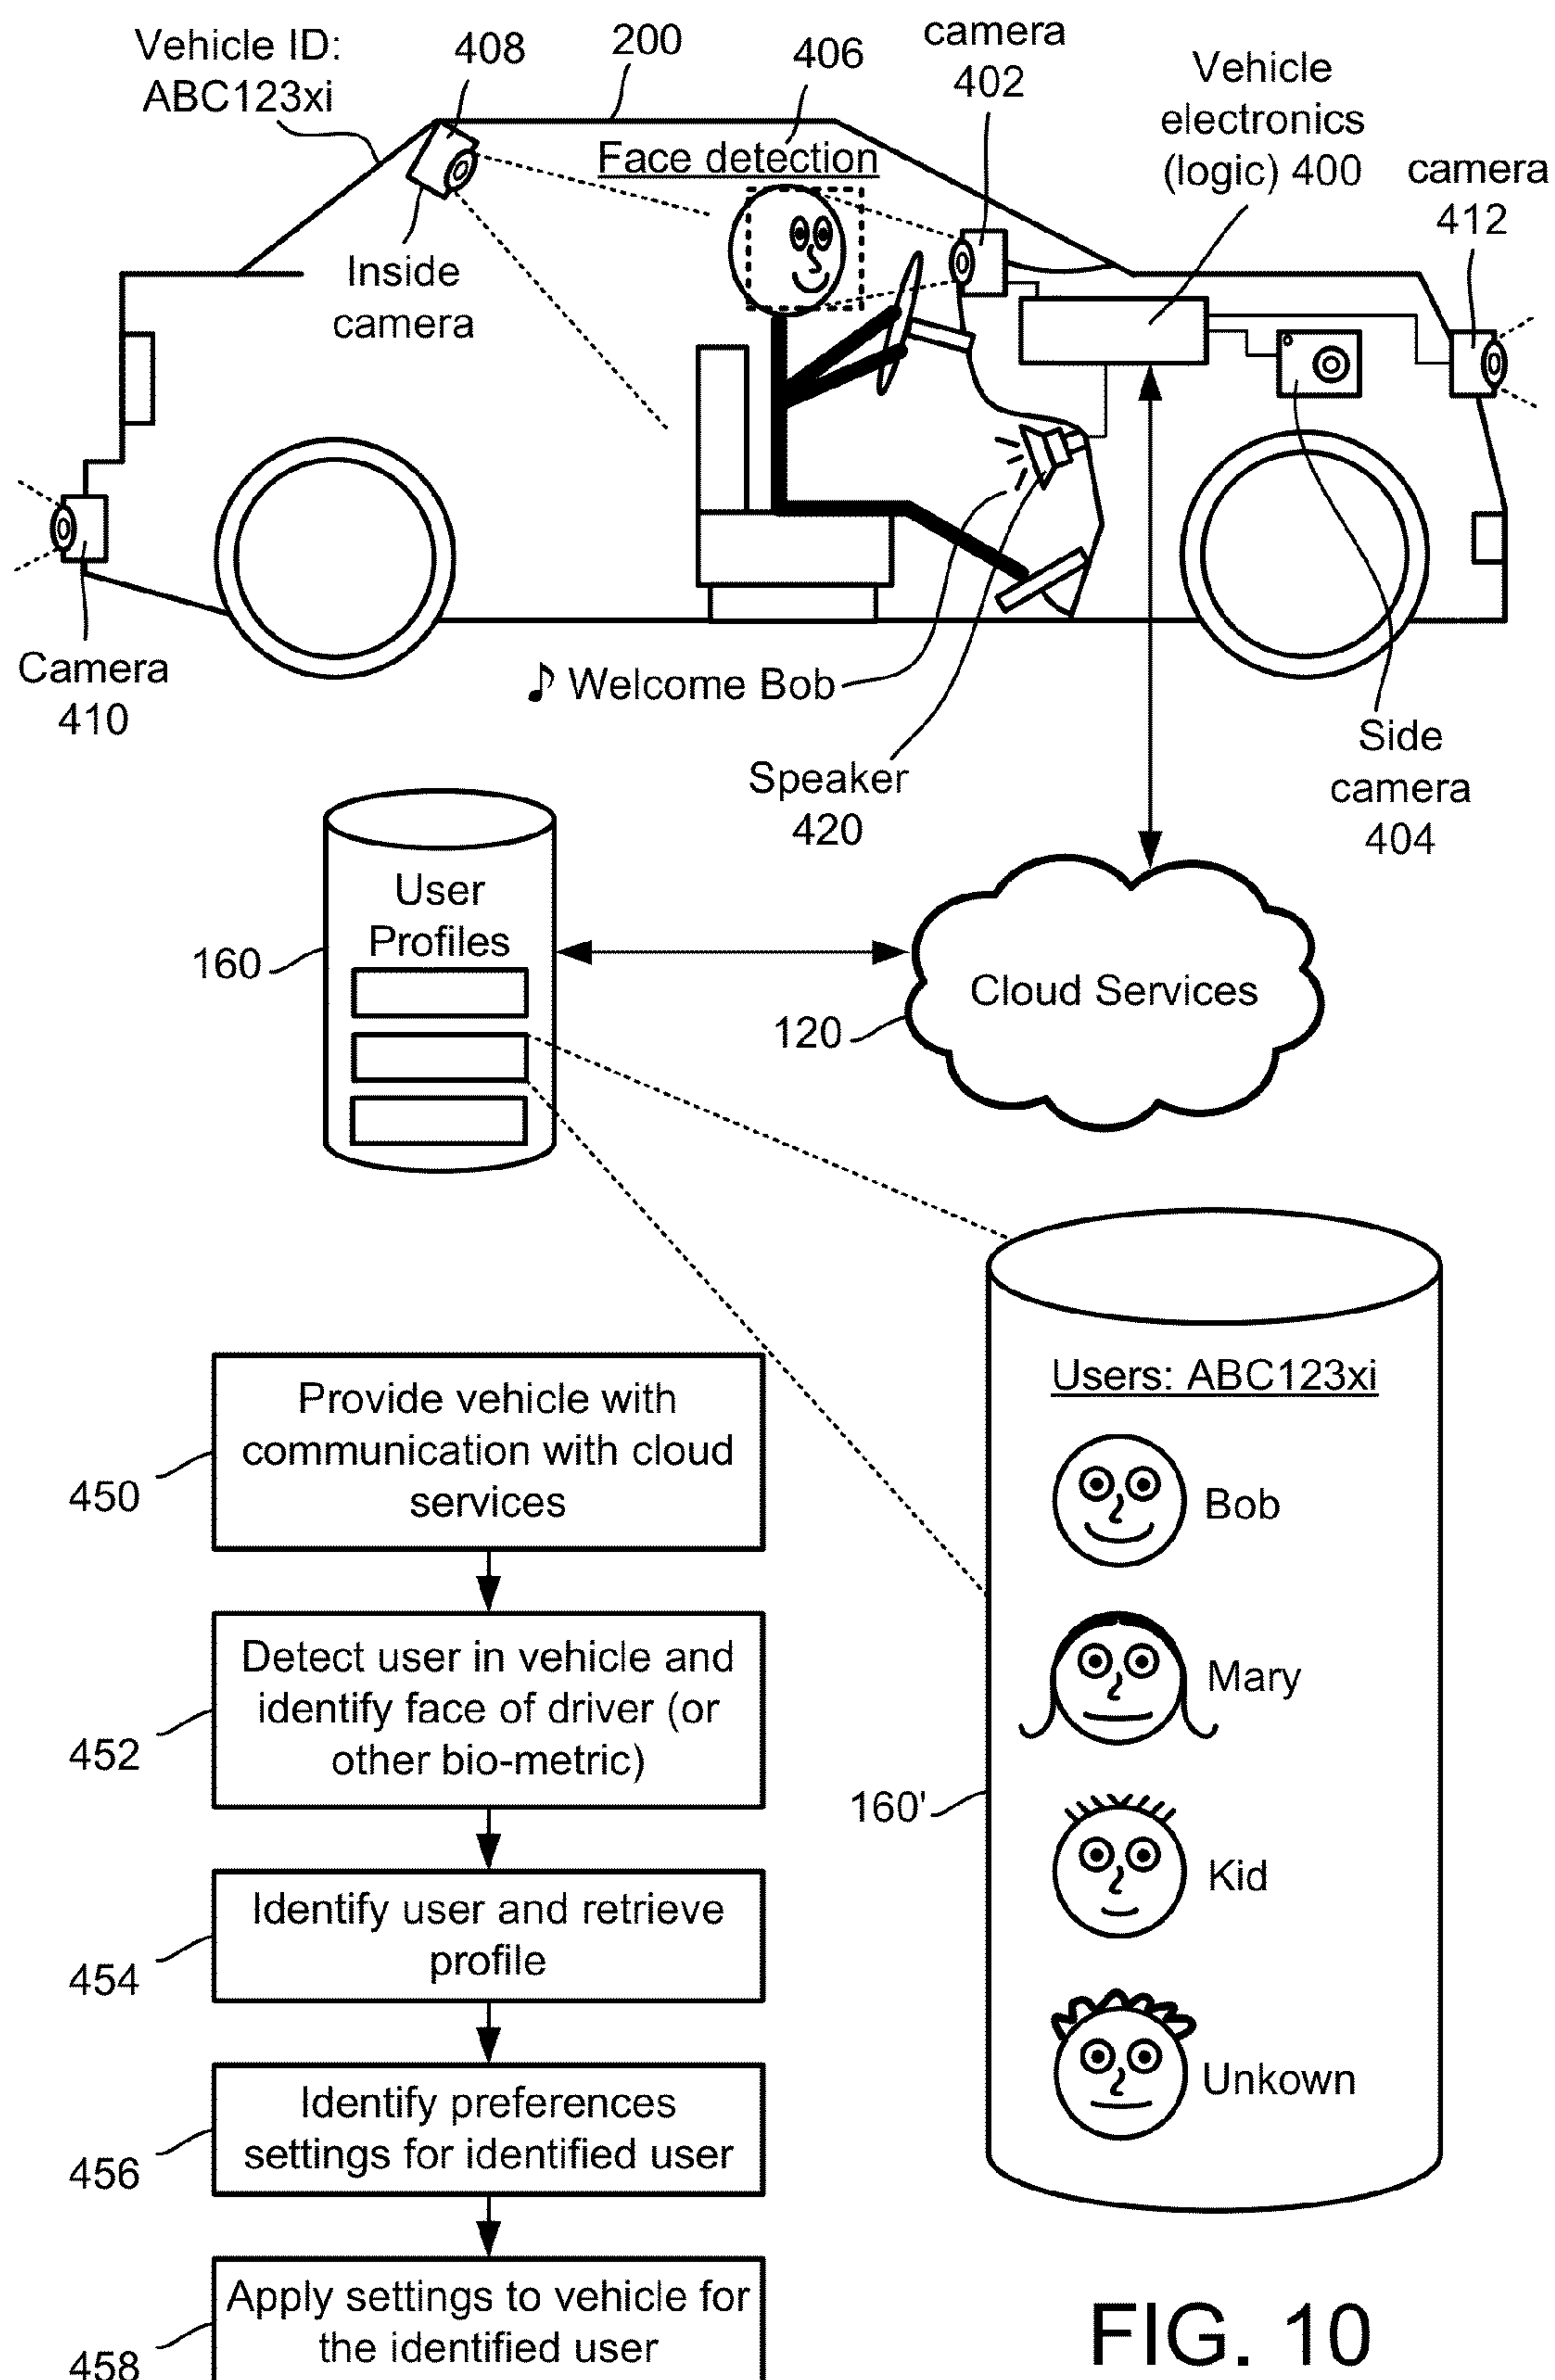 Vehicle ID:
ABC123xi
408
200
406
camera
402
Vehicle
electronics
(logic) 400
camera
412
Face detection
Inside
camera
Camera
410
♪ Welcome Bob
Speaker
420
Side
camera
404
User
Profiles
160
Cloud Services
120
Users: ABC123xi
Bob
Mary
160'
Kid
Unkown
Provide vehicle with
communication with cloud
services
450
Detect user in vehicle and
identify face of driver (or
other bio-metric)
452
Identify user and retrieve
profile
454
Identify preferences
settings for identified user
456
Apply settings to vehicle for
the identified user
458
FIG. 10